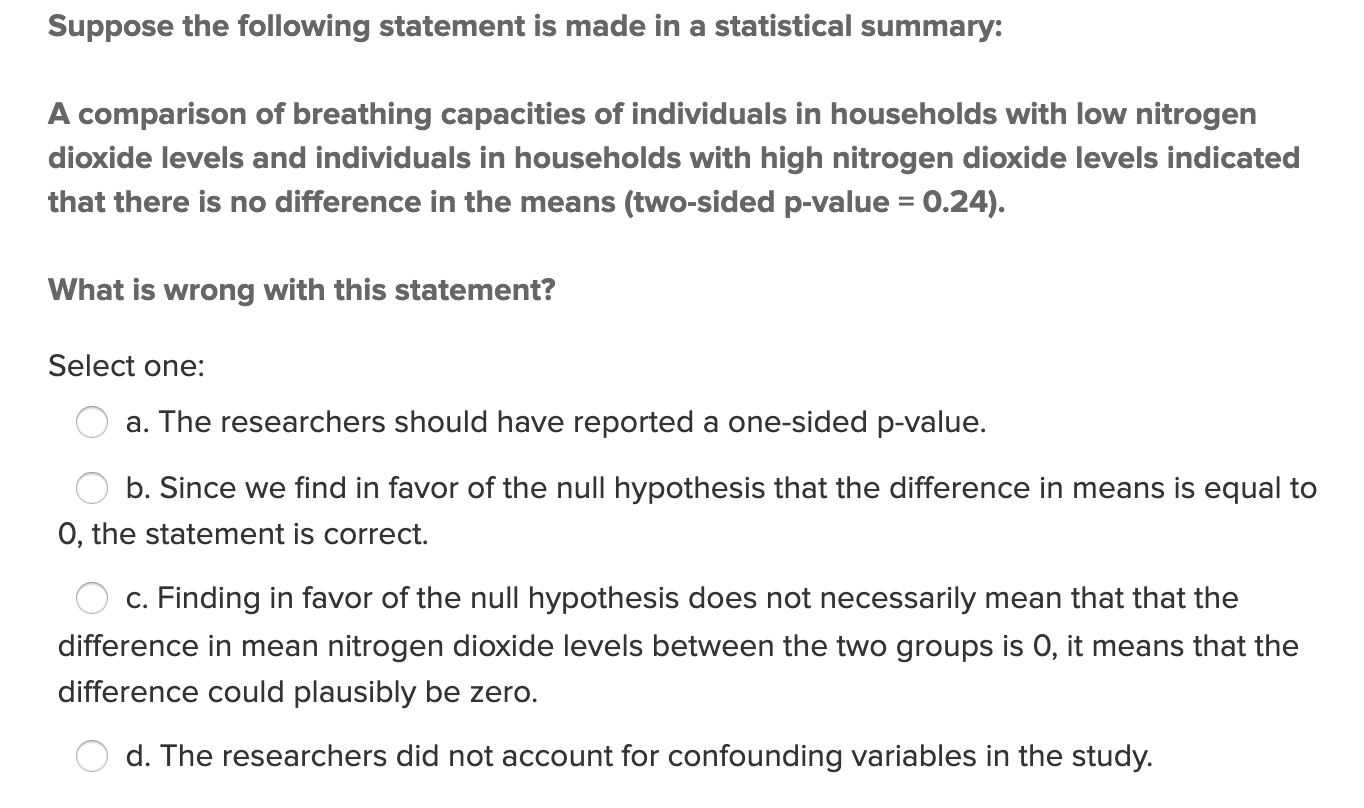 Suppose the following statement is made in a statistical summary:
A comparison of breathing capacities of individuals in households with low nitrogen
dioxide levels and individuals in households with high nitrogen dioxide levels indicated
that there is no difference in the means (two-sided p-value = 0.24).
What is wrong with this statement?
Select one:
a. The researchers should have reported a one-sided p-value.
b. Since we find in favor of the null hypothesis that the difference in means is equal to
0, the statement is correct.
c. Finding in favor of the null hypothesis does not necessarily mean that that the
difference in mean nitrogen dioxide levels between the two groups is 0, it means that the
difference could plausibly be zero.
d. The researchers did not account for confounding variables in the study.